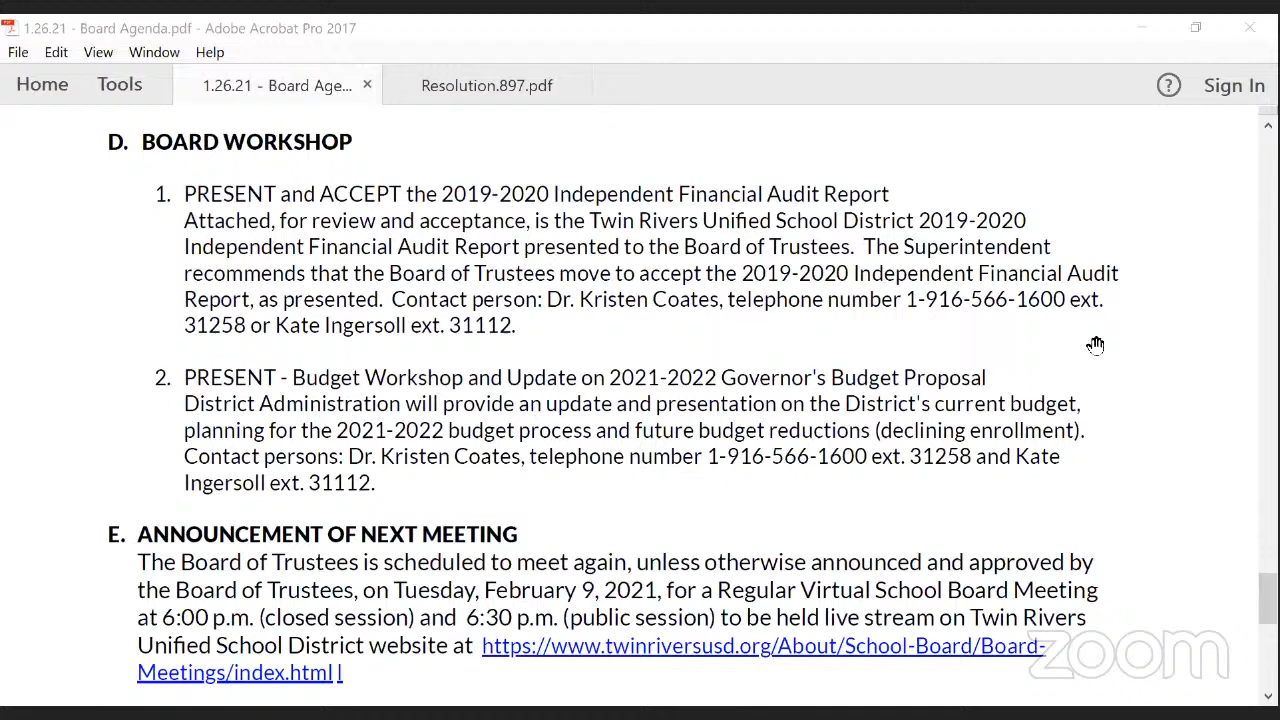 1.26.21 - Board Agenda.pdf - Adobe Acrobat Pro 2017
File Edit View Window Help
Home Tools 1.26.21 - Board Age... × Resolution.897.pdf ? Sign In
D. BOARD WORKSHOP
1. PRESENT and ACCEPT the 2019-2020 Independent Financial Audit Report
Attached, for review and acceptance, is the Twin Rivers Unified School District 2019-2020
Independent Financial Audit Report presented to the Board of Trustees. The Superintendent
recommends that the Board of Trustees move to accept the 2019-2020 Independent Financial Audit
Report, as presented. Contact person: Dr. Kristen Coates, telephone number 1-916-566-1600 ext.
31258 or Kate Ingersoll ext. 31112.
2. PRESENT - Budget Workshop and Update on 2021-2022 Governor's Budget Proposal
District Administration will provide an update and presentation on the District's current budget,
planning for the 2021-2022 budget process and future budget reductions (declining enrollment).
Contact persons: Dr. Kristen Coates, telephone number 1-916-566-1600 ext. 31258 and Kate
Ingersoll ext. 31112.
E. ANNOUNCEMENT OF NEXT MEETING
The Board of Trustees is scheduled to meet again, unless otherwise announced and approved by
the Board of Trustees, on Tuesday, February 9, 2021, for a Regular Virtual School Board Meeting
at 6:00 p.m. (closed session) and 6:30 p.m. (public session) to be held live stream on Twin Rivers
Unified School District website at https://www.twinriversusd.org/About/School-Board/Board-
Meetings/index.html |
zoom